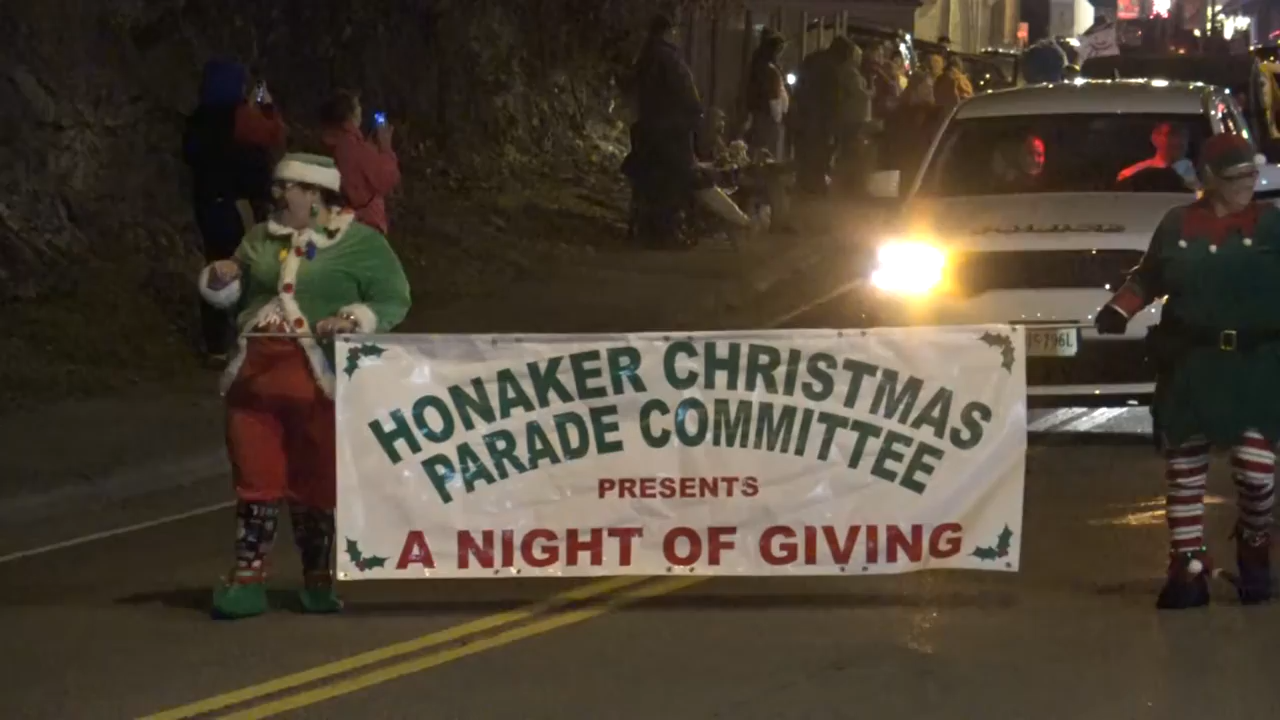 HONAKER CHRISTMAS
PARADE COMMITTEE
PRESENTS
A NIGHT OF GIVING